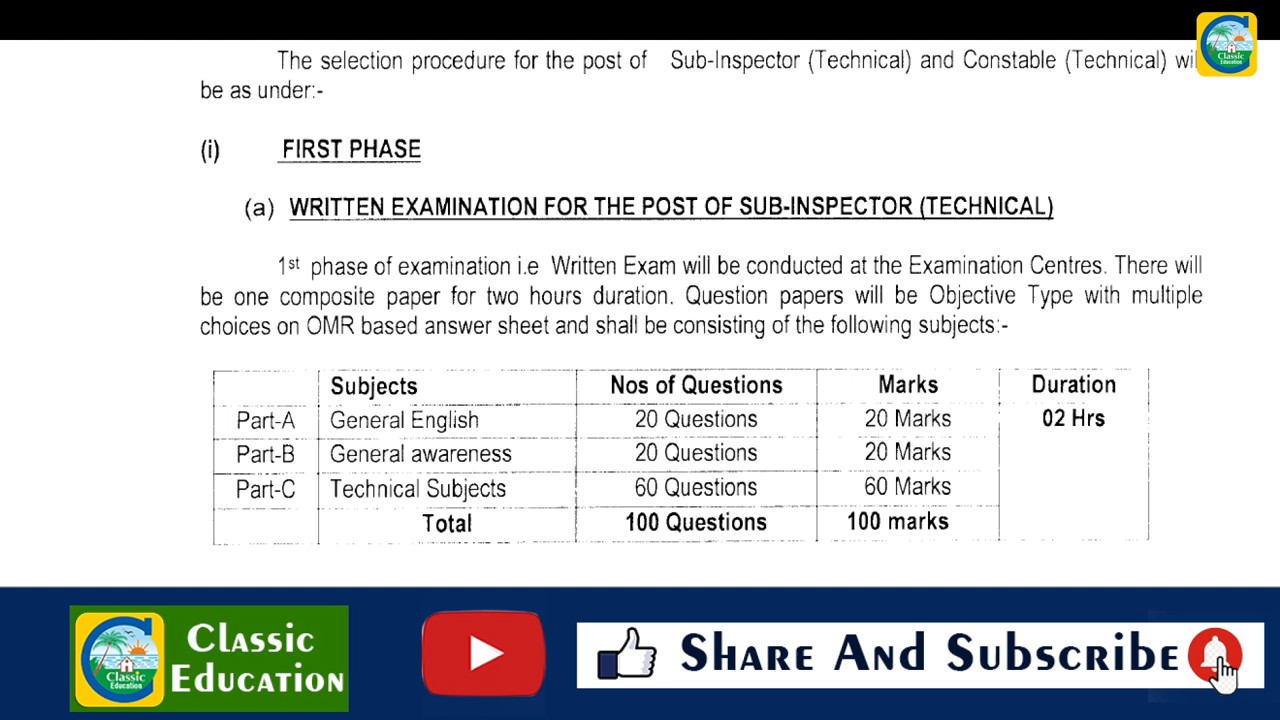 The selection procedure for the post of Sub-Inspector (Technical) and Constable (Technical) will
be as under:-
(i) FIRST PHASE
(a) WRITTEN EXAMINATION FOR THE POST OF SUB-INSPECTOR (TECHNICAL)
1st phase of examination i.e Written Exam will be conducted at the Examination Centres. There will
be one composite paper for two hours duration. Question papers will be Objective Type with multiple
choices on OMR based answer sheet and shall be consisting of the following subjects:-
Subjects Nos of Questions Marks Duration
Part-A General English 20 Questions 20 Marks 02 Hrs
Part-B General awareness 20 Questions 20 Marks
Part-C Technical Subjects 60 Questions 60 Marks
Total 100 Questions 100 marks
Classic
Education
Classic
Education
Classic
Education
Share And Subscribe